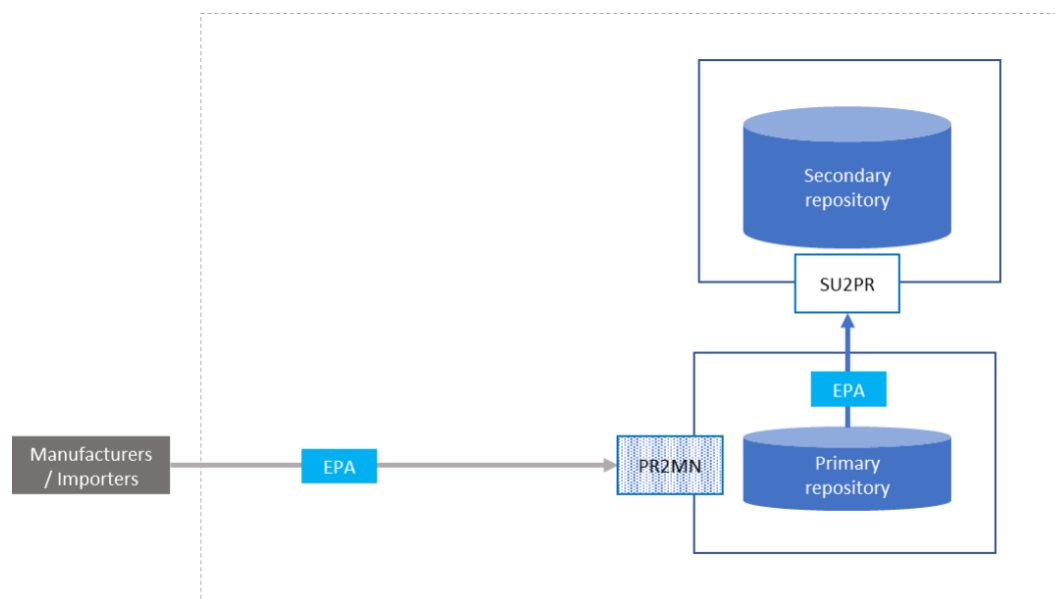 Secondary
repository
SU2PR
EPA
Manufacturers
/ Importers
EPA
PR2MN
Primary
repository